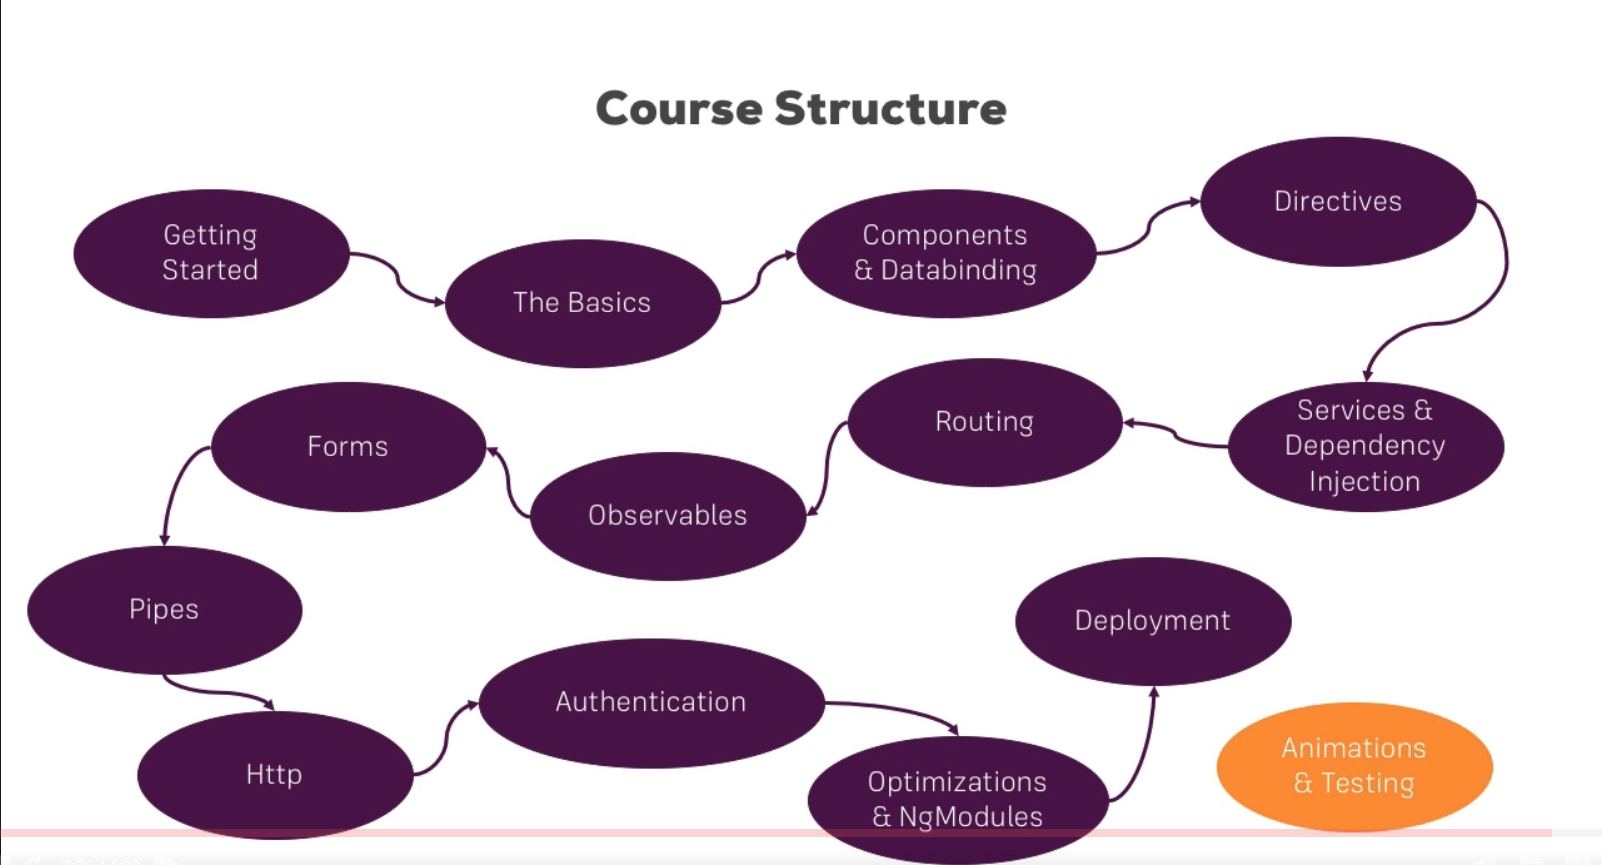 Course Structure
Getting
Started
The Basics
Components
& Databinding
Directives
Services &
Dependency
Injection
Routing
Observables
Forms
Pipes
Http
Authentication
Optimizations
& NgModules
Deployment
Animations
& Testing